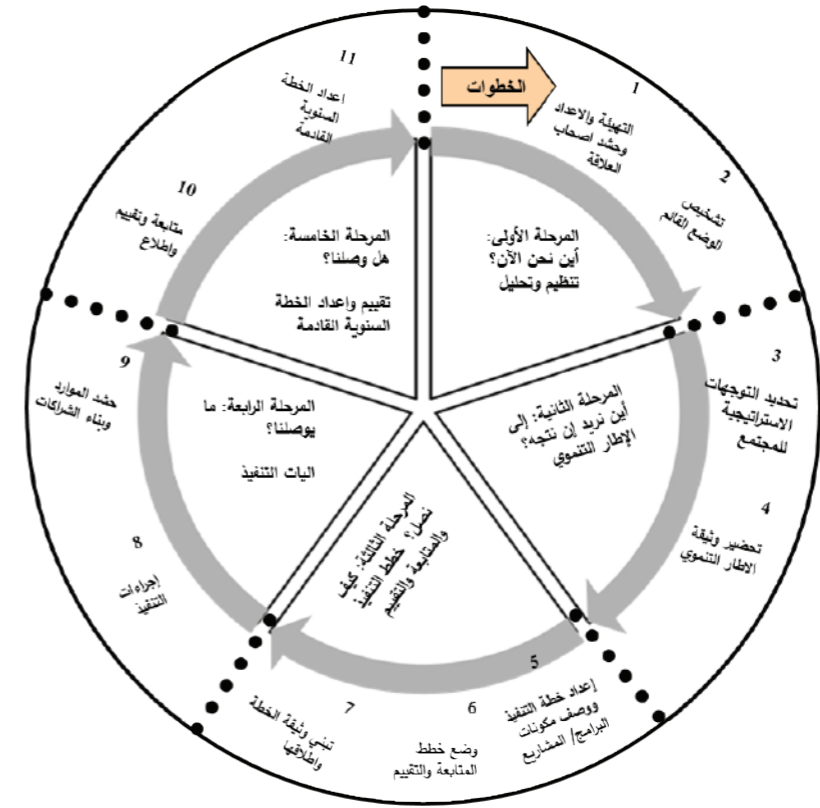 الخطوات
1
التهيئة والاعداد
وحشد اصحاب
العلاقة
2
تشخيص
الوضع القائم
3
تحديد التوجهات
الاستراتيجية
للمجتمع
4
تحضير وثيقة
الاطار التنموي
5
إعداد خطة التنفيذ
ووصف مكونات
البرامج/ المشاريع
6
وضع خطط
المتابعة والتقييم
7
تبني وثيقة الخطة
واطلاقها
8
إجراءات
التنفيذ
9
حشد الموارد
وبناء الشراكات
10
متابعة وتقييم
واطلاع
11
اعداد الخطة
السنوية
القادمة
المرحلة الأولى:
أين نحن الآن؟
تنظيم وتحليل
المرحلة الثانية: إلى
أين نريد إن نتجه؟
الإطار التنموي
المرحلة الثالثة: كيف
نصل؟ خطط التنفيذ
والمتابعة والتقييم
المرحلة الرابعة: ما
يوصلنا؟
اليات التنفيذ
المرحلة الخامسة:
هل وصلنا؟
تقييم واعداد الخطة
السنوية القادمة